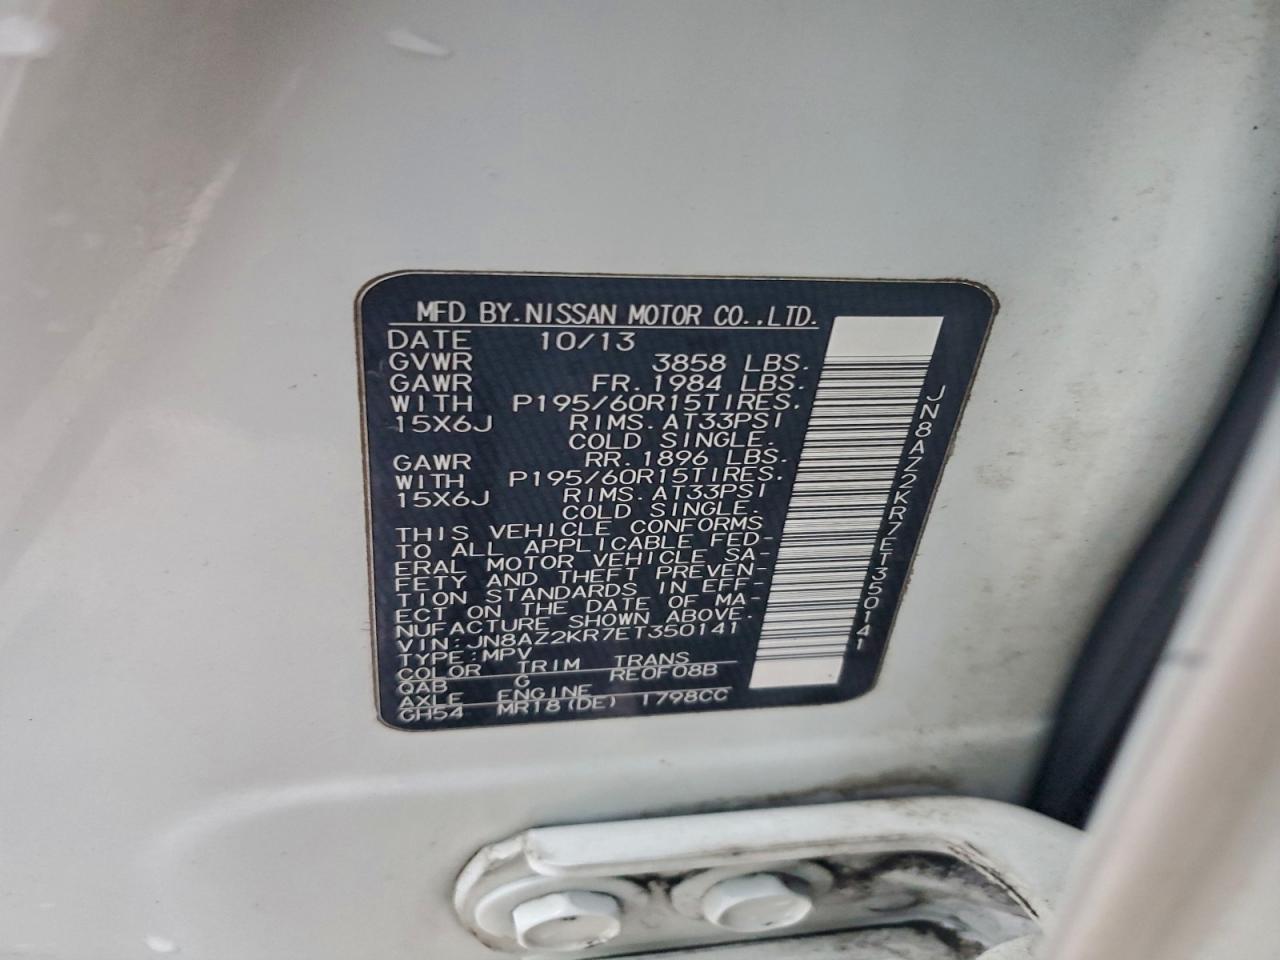 MFD BY.NISSAN MOTOR CO.,LTD.
DATE 10/13
GVWR 3858 LBS.
GAWR FR.1984 LBS.
WITH P195/60R15TIRES.
15X6J RIMS.AT33PSI
COLD SINGLE.
GAWR RR.1896 LBS.
WITH P195/60R15TIRES.
15X6J RIMS.AT33PSI
COLD SINGLE.
THIS VEHICLE CONFORMS
TO ALL APPLICABLE FED-
ERAL MOTOR VEHICLE SA-
FETY AND THEFT PREVEN-
TION STANDARDS IN EFF-
ECT ON THE DATE OF MA-
NUFACTURE SHOWN ABOVE.
VIN:JN8AZ2KR7ET350141
TYPE:MPV
COLOR TRIM TRANS
QAB G RE0F08B
AXLE ENGINE
GH54 MR18(DE) 1798CC
JN8AZ2KR7ET350141